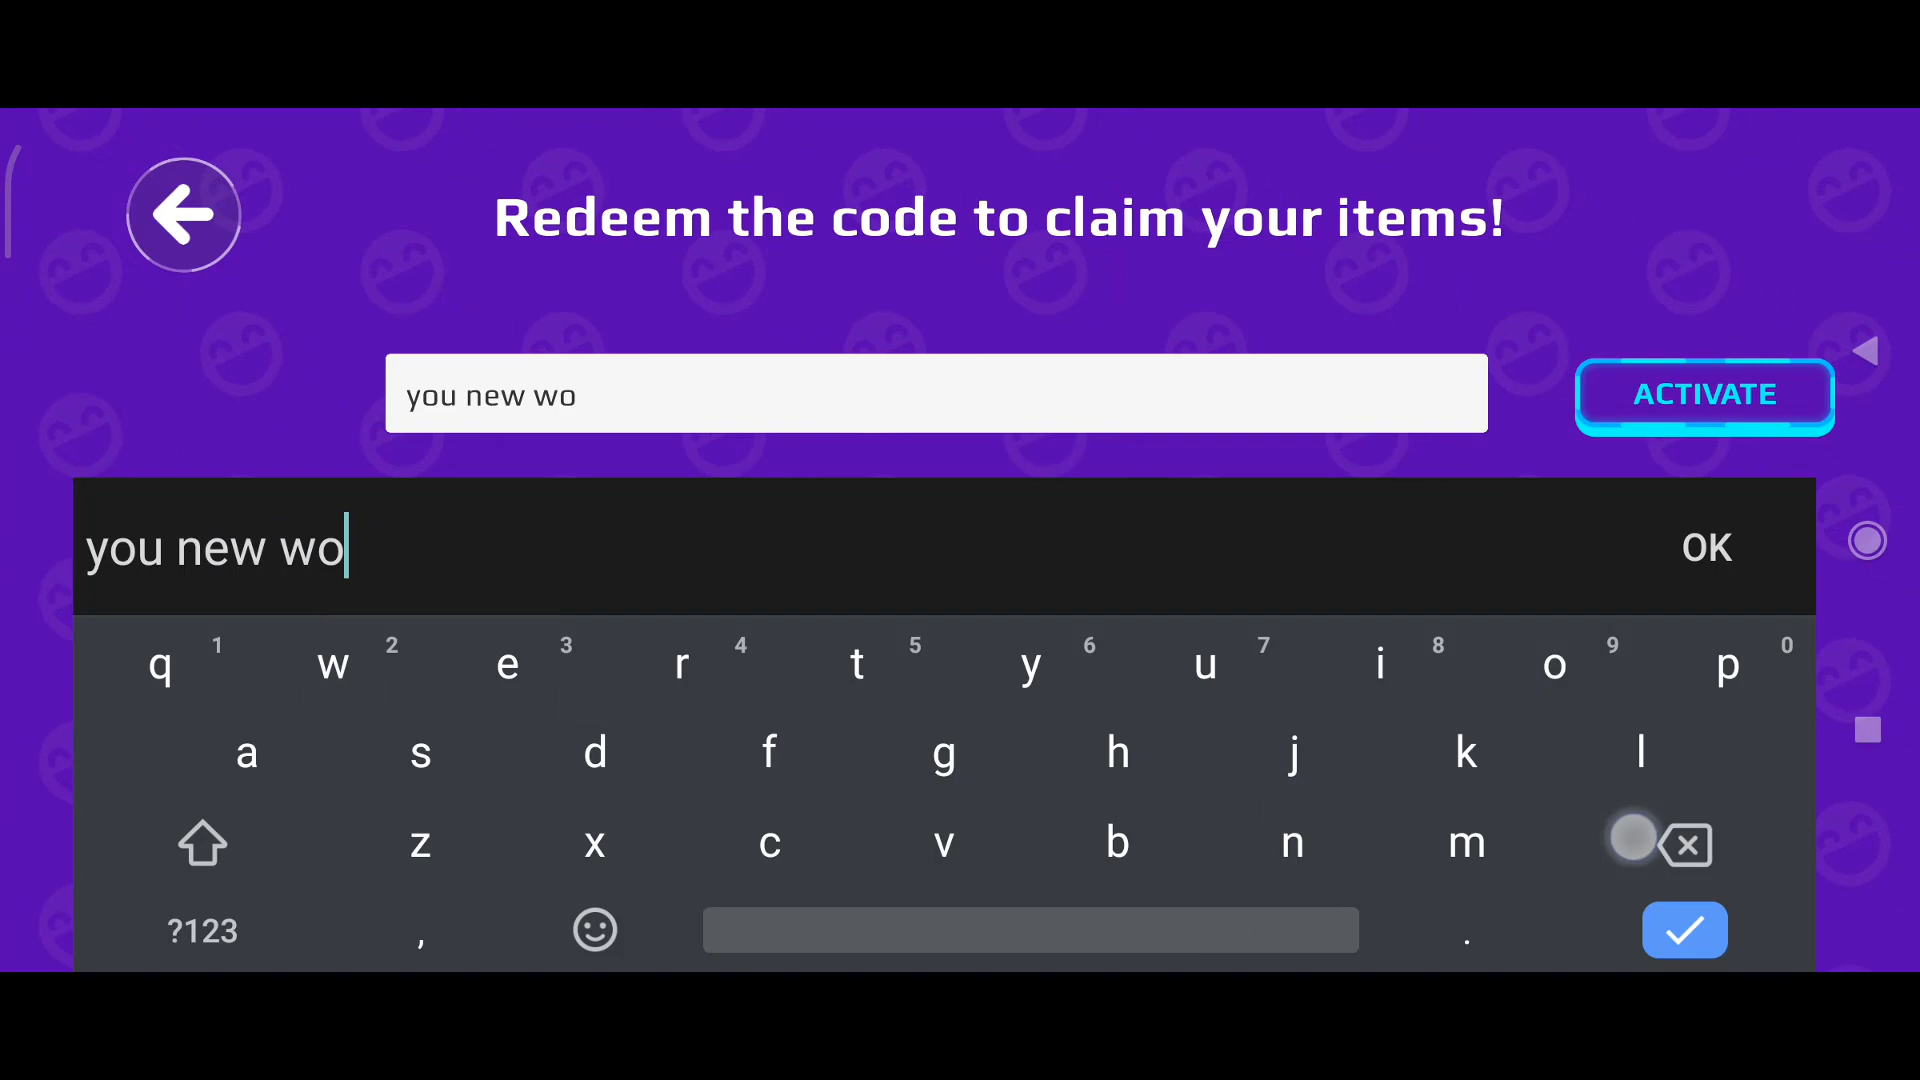 Redeem the code to claim your items!
you new wo
ACTIVATE
you new wo
OK
1 2 3 4 5 6 7 8 9 0
q w e r t y u i o p
a s d f g h j k l
z x c v b n m
?123 , .